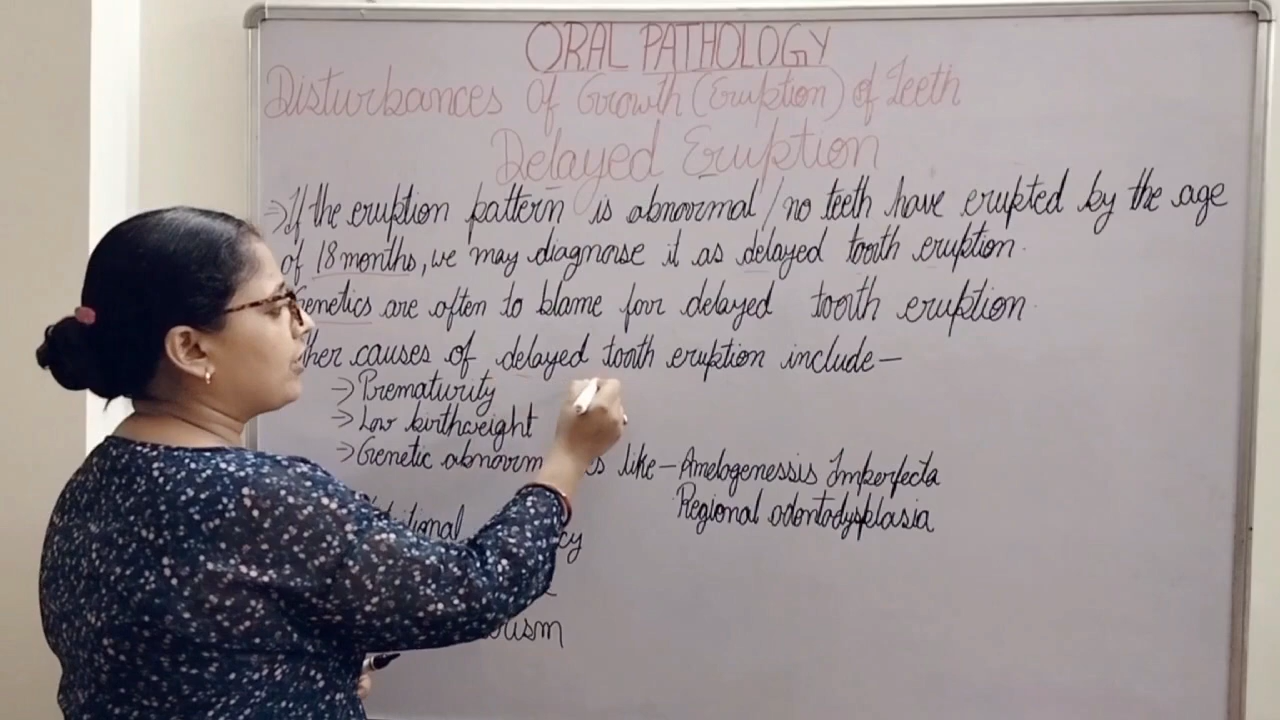 ORAL PATHOLOGY
Disturbances of Growth (Eruption) of Teeth
Delayed Eruption
→ If the eruption pattern is abnormal / no teeth have erupted by the age
of 18 months, we may diagnose it as delayed tooth eruption.
Genetics are often to blame for delayed tooth eruption.
causes of delayed tooth eruption include –
→ Prematurity
→ Low birthweight
→ Genetic like – Amelogenessis Imperfecta
Regional odontodysplasia